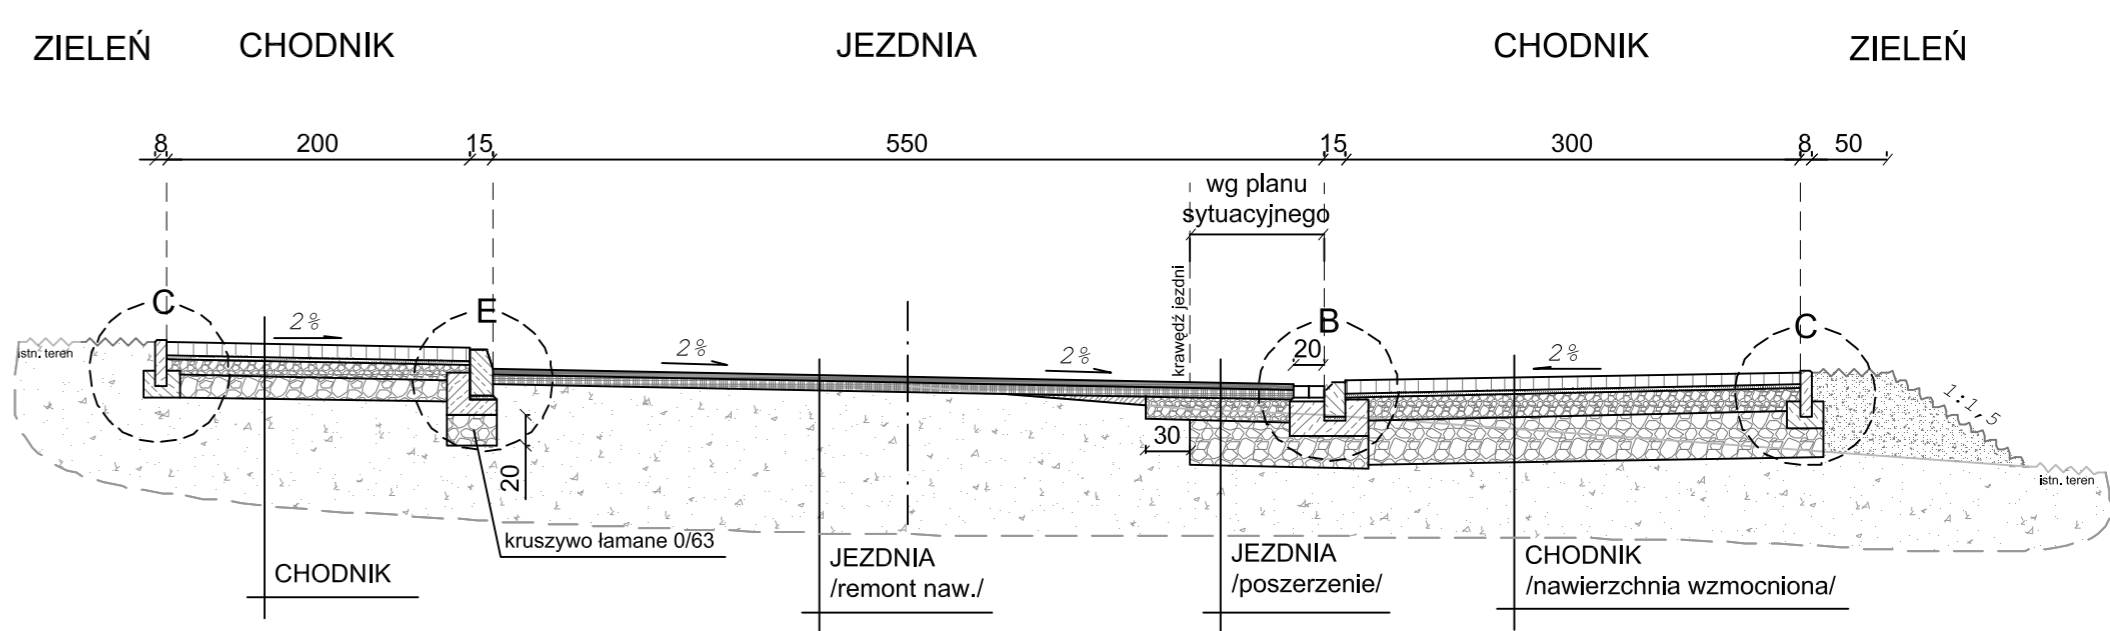 ZIELEŃ CHODNIK JEZDNIA CHODNIK ZIELEŃ
8 200 15 550 15 300 8 50
wg planu
sytuacyjnego
krawędź jezdni
C E B C
2% 2% 2% 20 2%
istn. teren
1:1,5
30
20
istn. teren
kruszywo łamane 0/63
CHODNIK
JEZDNIA
/remont naw./
JEZDNIA
/poszerzenie/
CHODNIK
/nawierzchnia wzmocniona/